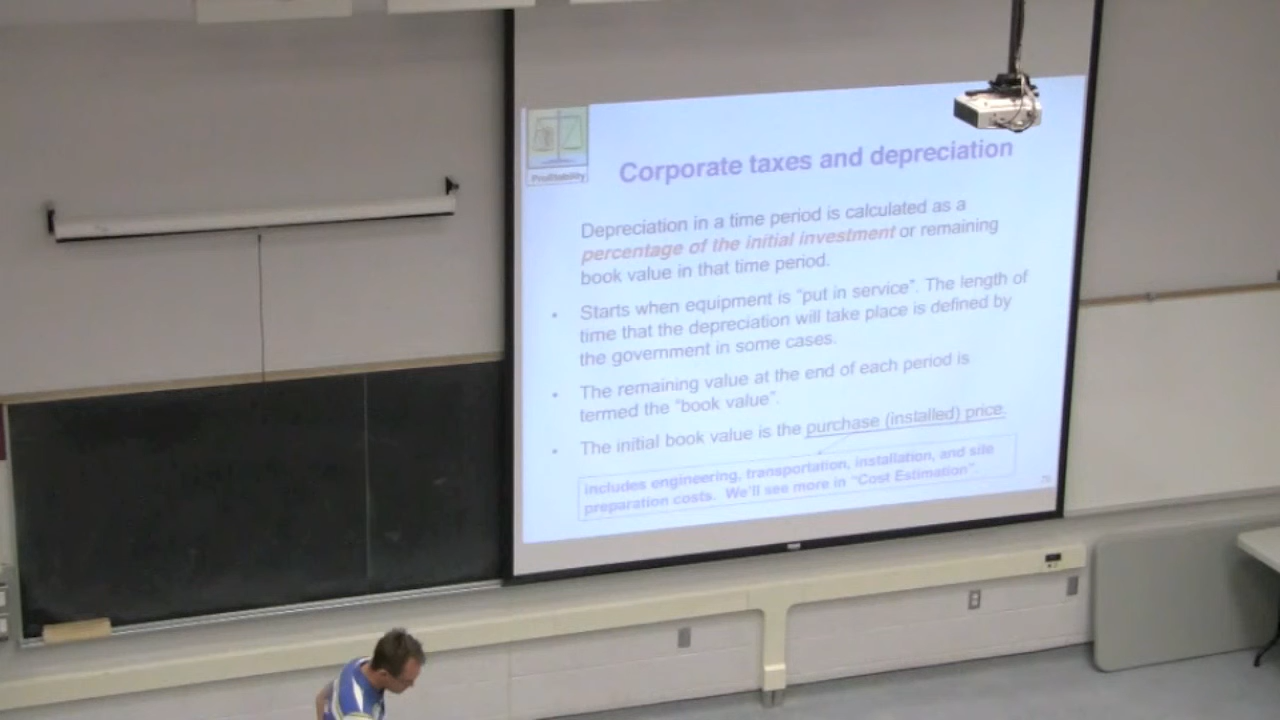 Profitability
Corporate taxes and depreciation
Depreciation in a time period is calculated as a
percentage of the initial investment or remaining
book value in that time period.
• Starts when equipment is "put in service". The length of
time that the depreciation will take place is defined by
the government in some cases.
• The remaining value at the end of each period is
termed the "book value".
• The initial book value is the purchase (installed) price.
Includes engineering, transportation, installation, and site
preparation costs. We'll see more in "Cost Estimation"